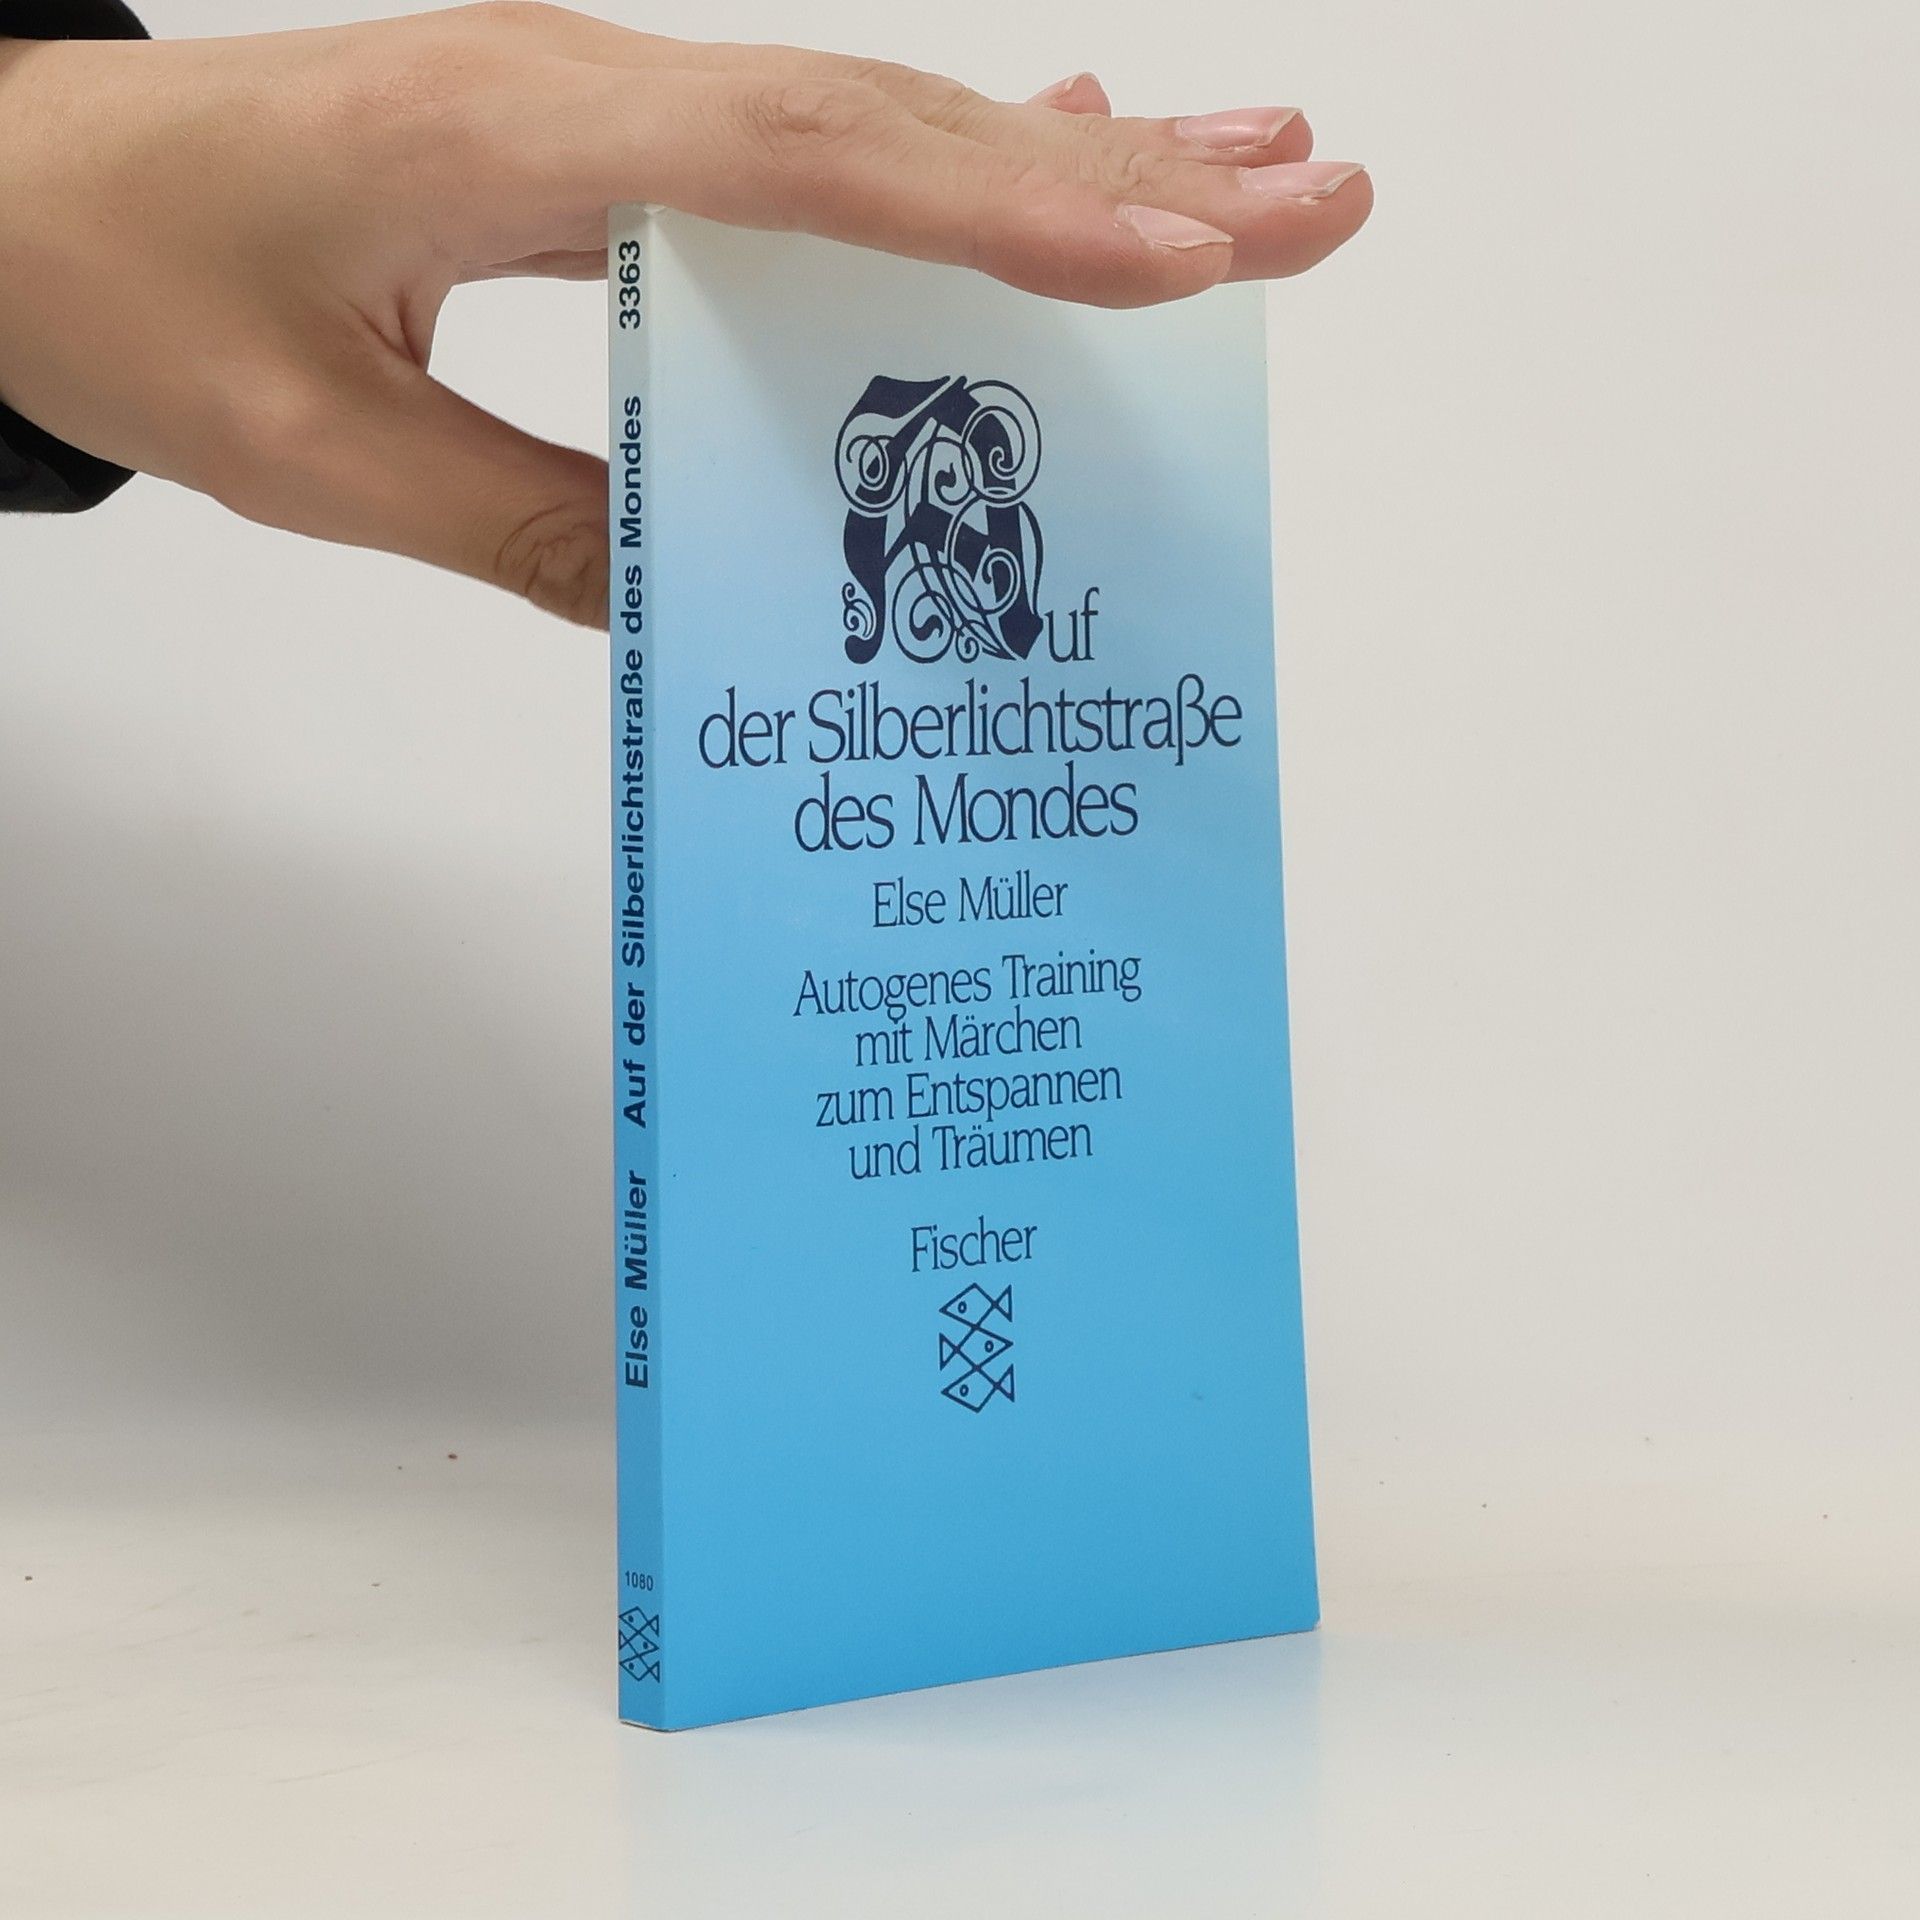 Else Müller Auf der Silberlichtstraße des Mondes 3363
1080
Auf
der Silberlichtstraße
des Mondes
Else Müller
Autogenes Training
mit Märchen
zum Entspannen
und Träumen
Fischer